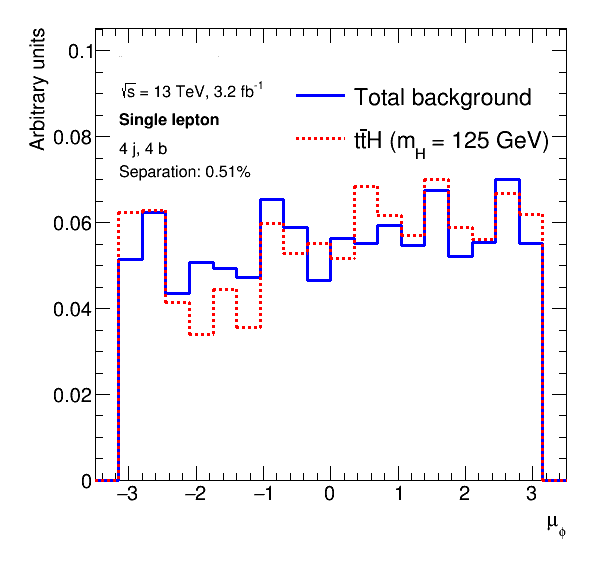 Arbitrary units
0.1
0.08
0.06
0.04
0.02
0
√s = 13 TeV, 3.2 fb⁻¹
Single lepton
4 j, 4 b
Separation: 0.51%
Total background
tt̄H (m_H = 125 GeV)
−3 −2 −1 0 1 2 3
μ_ϕ